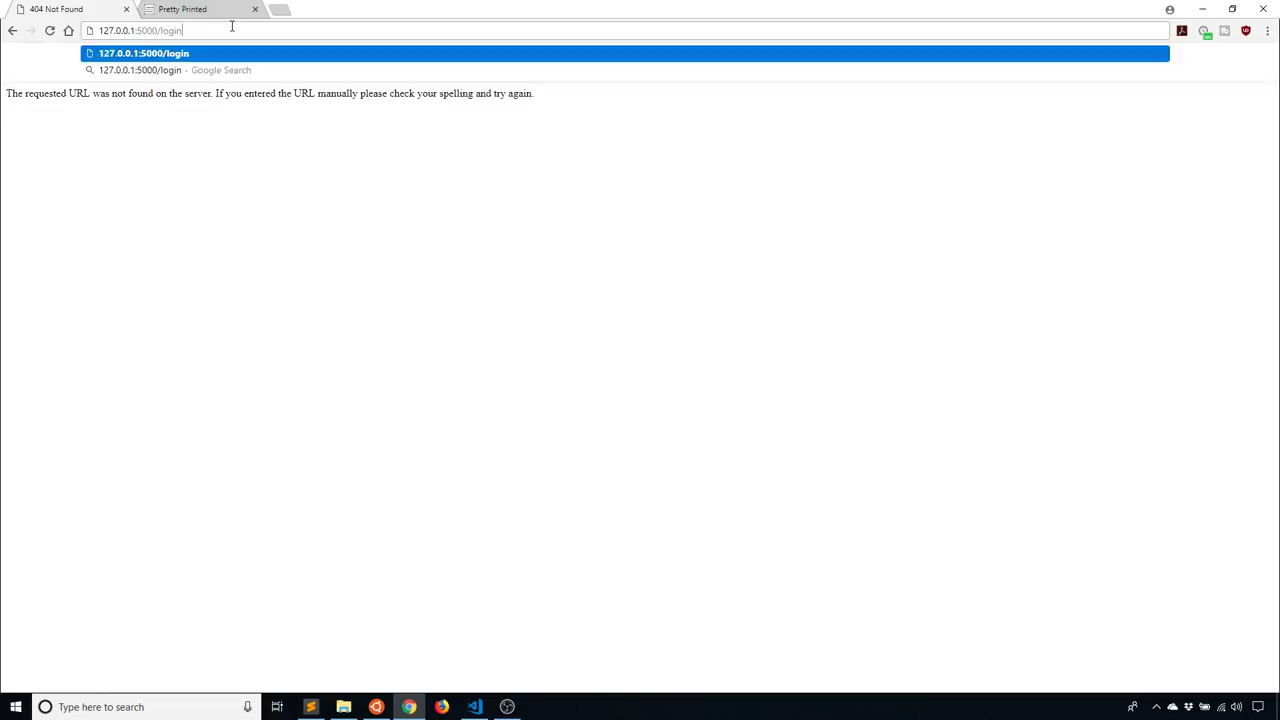 404 Not Found
Pretty Printed
127.0.0.1:5000/login
127.0.0.1:5000/login
127.0.0.1:5000/login - Google Search
The requested URL was not found on the server. If you entered the URL manually please check your spelling and try again.
Type here to search